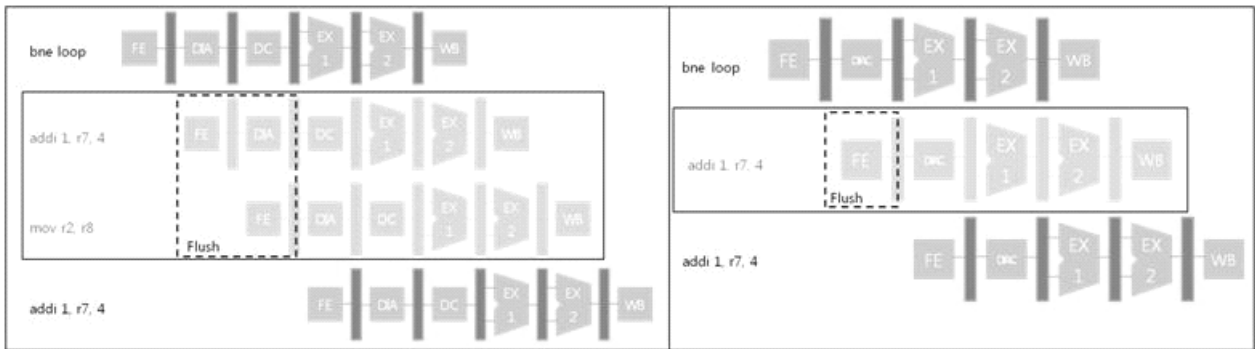 bne loop
FE DIA DC EX 1 EX 2 WB
addi 1, r7, 4
FE DIA DC EX 1 EX 2 WB
mov r2, r8
FE DIA DC EX 1 EX 2 WB
Flush
addi 1, r7, 4
FE DIA DC EX 1 EX 2 WB
bne loop
FE DIAC EX 1 EX 2 WB
addi 1. r7, 4
FE DIAC EX 1 EX 2 WB
Flush
addi 1, r7, 4
FE DIAC EX 1 EX 2 WB